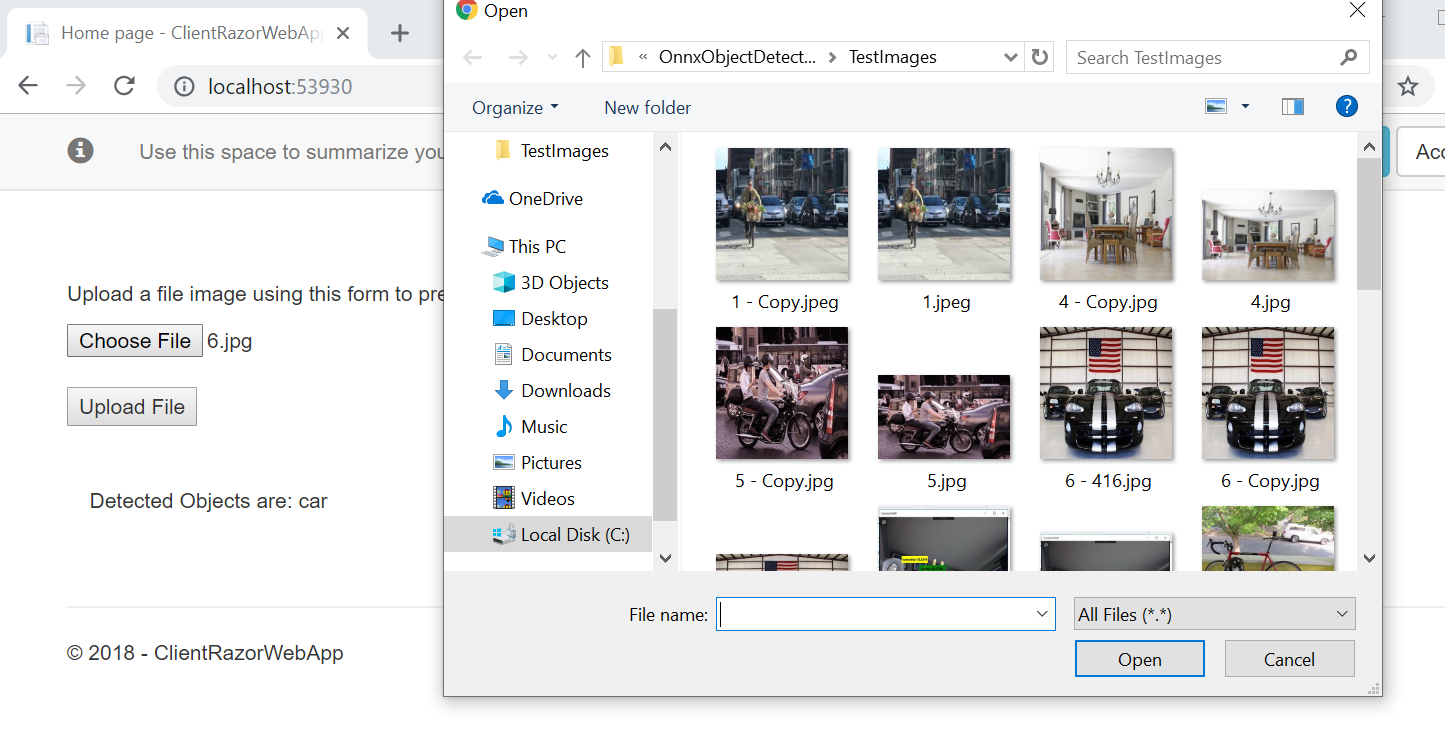 Home page - ClientRazorWebAp
localhost:53930
Use this space to summarize you
Acc
Upload a file image using this form to pre
Choose File 6.jpg
Upload File
Detected Objects are: car
© 2018 - ClientRazorWebApp
Open
« OnnxObjectDetect... > TestImages
Search TestImages
Organize
New folder
?
TestImages
OneDrive
This PC
3D Objects
Desktop
Documents
Downloads
Music
Pictures
Videos
Local Disk (C:)
1 - Copy.jpeg
1.jpeg
4 - Copy.jpg
4.jpg
5 - Copy.jpg
5.jpg
6 - 416.jpg
6 - Copy.jpg
File name:
All Files (*.*)
Open
Cancel